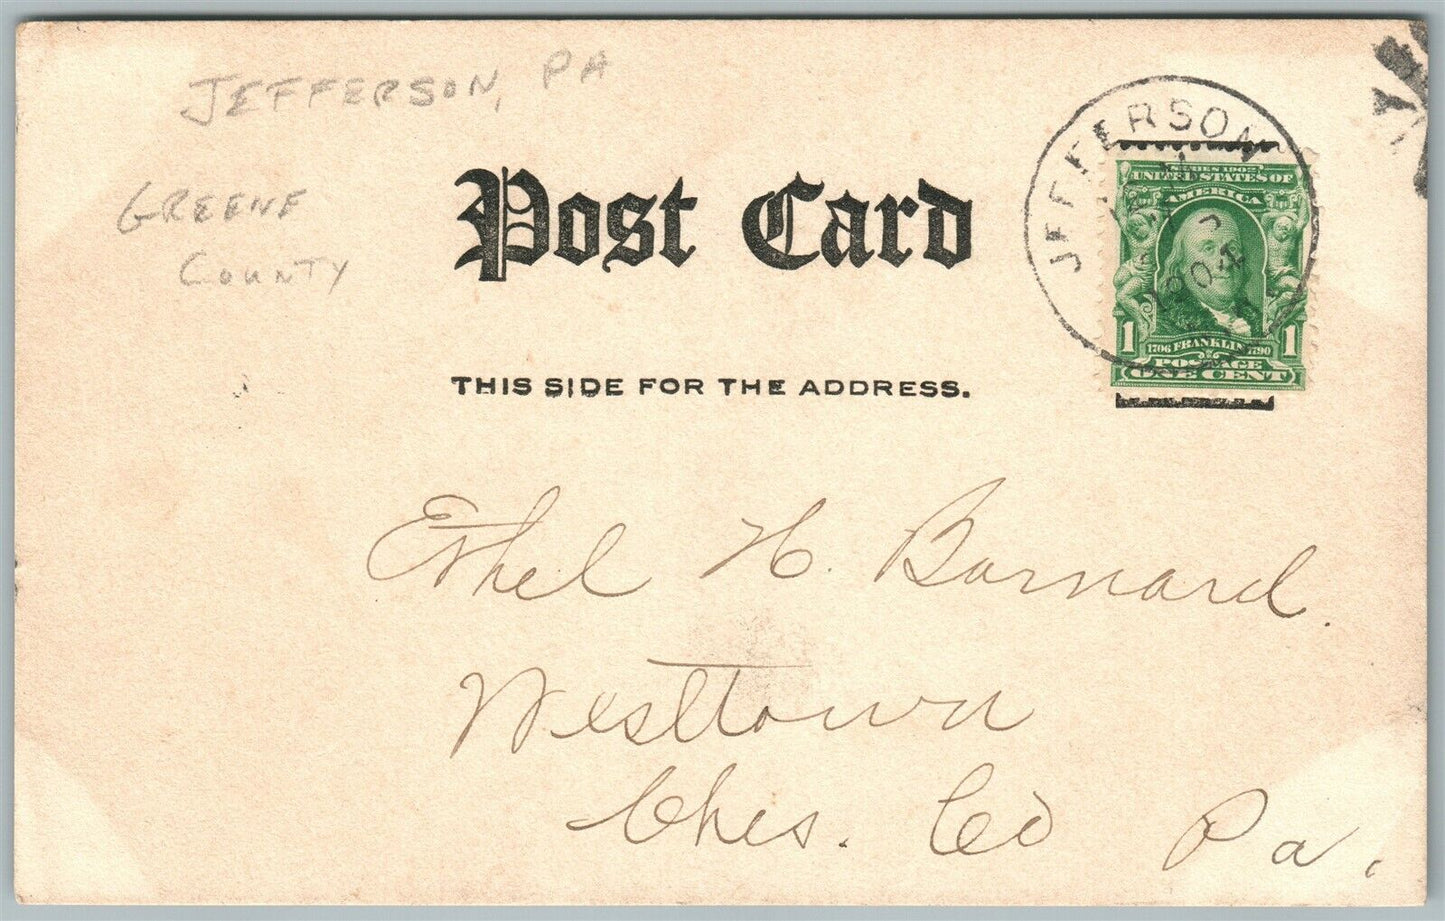 JEFFERSON, PA
GREENE
COUNTY
Post Card
THIS SIDE FOR THE ADDRESS.
JEFFERSON
1904
SERIES 1902
UNITED STATES OF
AMERICA
1 1706 FRANKLIN 1790 1
POSTAGE
ONE CENT
Ethel H. Barnard.
Westtown
Ches. Co Pa.